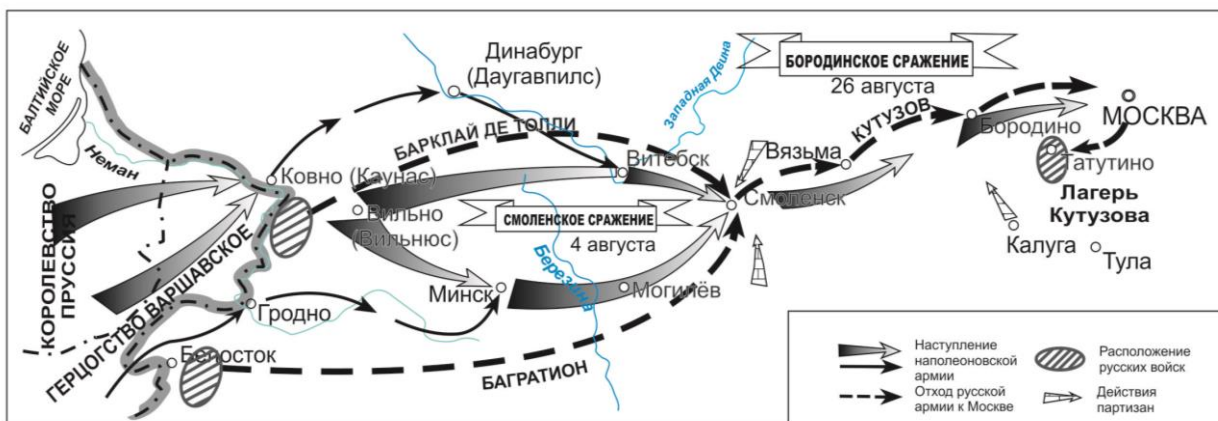 БАЛТИЙСКОЕ
МОРЕ
Неман
КОРОЛЕВСТВО
ПРУССИЯ
ГЕРЦОГСТВО ВАРШАВСКОЕ
Динабург
(Даугавпилс)
Западная Двина
БОРОДИНСКОЕ СРАЖЕНИЕ
26 августа
БАРКЛАЙ ДЕ ТОЛЛИ
КУТУЗОВ
МОСКВА
Бородино
Татутино
Лагерь
Кутузова
Вязьма
Витебск
Смоленск
Ковно (Каунас)
Вильно
(Вильнюс)
СМОЛЕНСКОЕ СРАЖЕНИЕ
4 августа
Березина
Калуга
Тула
Минск
Могилёв
Гродно
Белосток
БАГРАТИОН
Наступление
наполеоновской
армии
Отход русской
армии к Москве
Расположение
русских войск
Действия
партизан